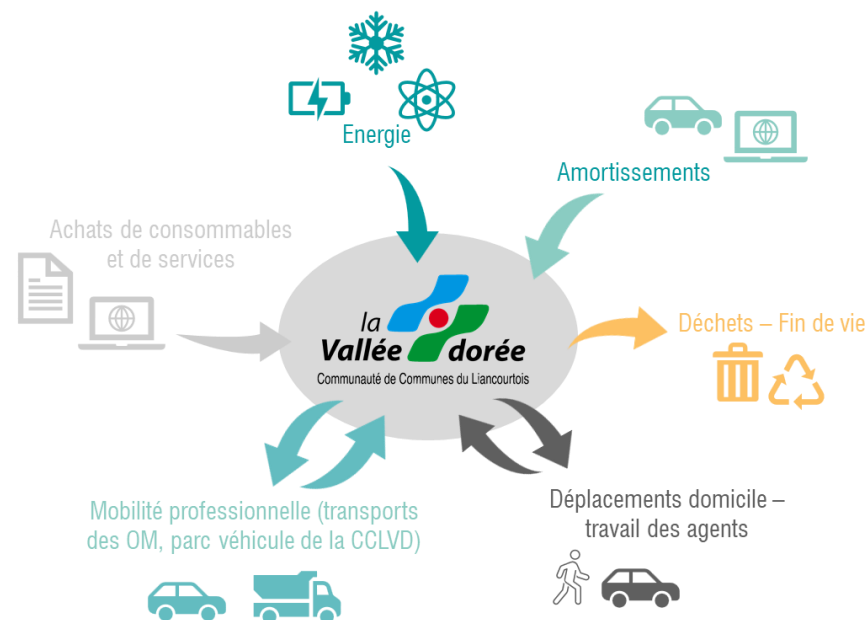 Energie
Amortissements
Achats de consommables
et de services
la
Vallée dorée
Communauté de Communes du Liancourtois
Déchets – Fin de vie
Mobilité professionnelle (transports
des OM, parc véhicule de la CCLVD)
Déplacements domicile –
travail des agents